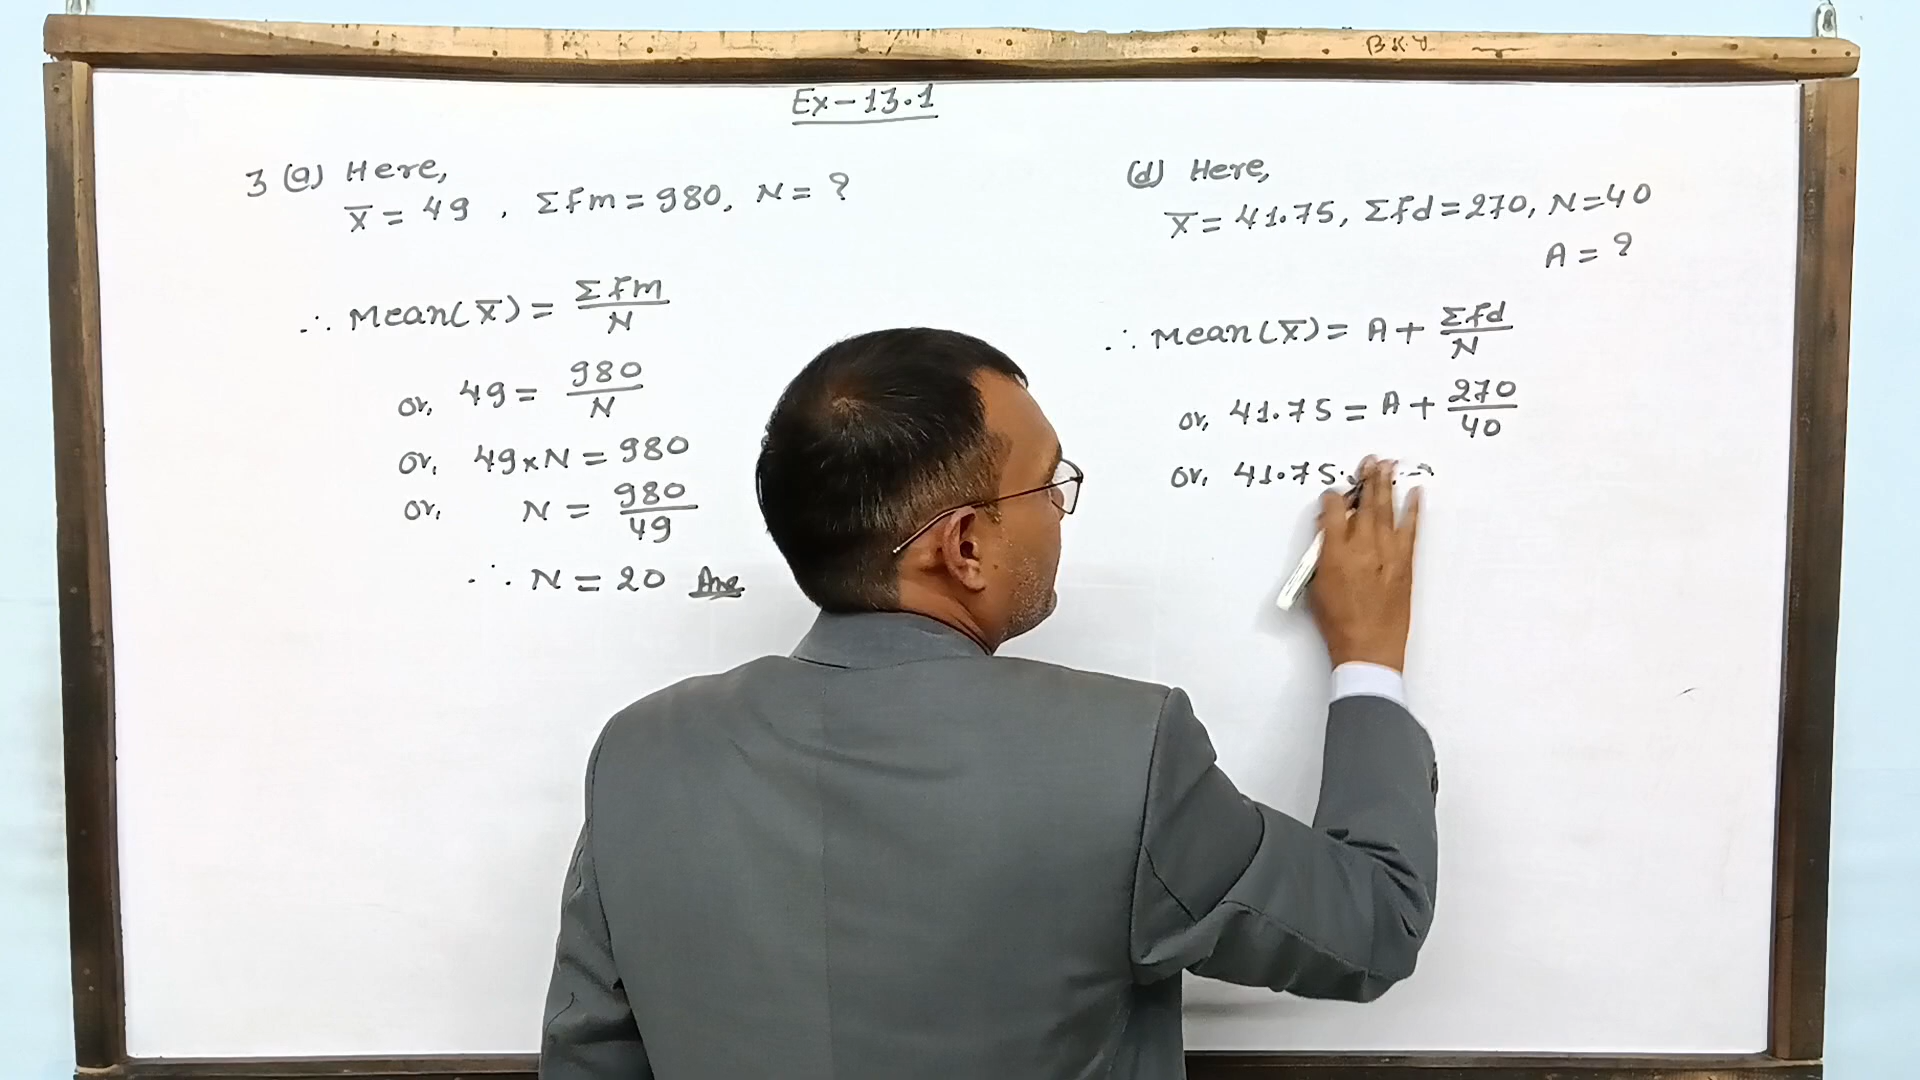 B.K.Y
Ex-13.1
3 (a) Here,
X̅ = 49, Σfm = 980, N = ?
∴ Mean(X̅) = Σfm/N
or, 49 = 980/N
or, 49×N = 980
or, N = 980/49
∴ N = 20 Ans
(d) Here,
X̅ = 41.75, Σfd = 270, N = 40
A = ?
∴ Mean(X̅) = A + Σfd/N
or, 41.75 = A + 270/40
or, 41.75